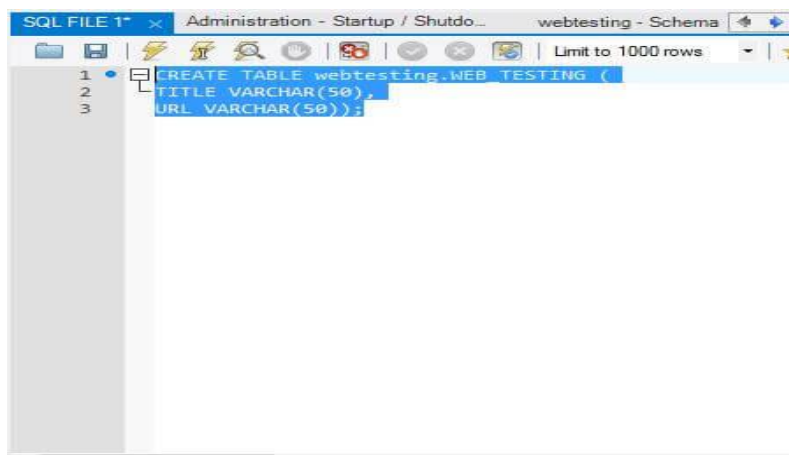 SQL FILE 1*
Administration - Startup / Shutdo...
webtesting - Schema
Limit to 1000 rows
1 CREATE TABLE webtesting.WEB_TESTING (
2 TITLE VARCHAR(50),
3 URL VARCHAR(50));